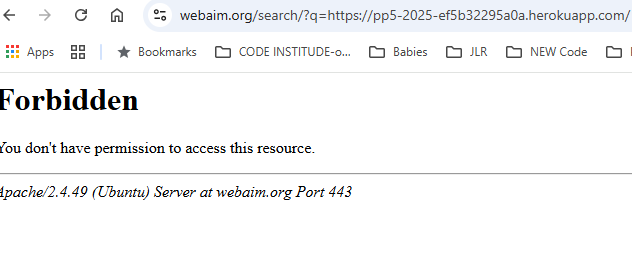 webaim.org/search/?q=https://pp5-2025-ef5b32295a0a.herokuapp.com/
Apps Bookmarks CODE INSTITUDE-o... Babies JLR NEW Code
Forbidden
You don't have permission to access this resource.
Apache/2.4.49 (Ubuntu) Server at webaim.org Port 443